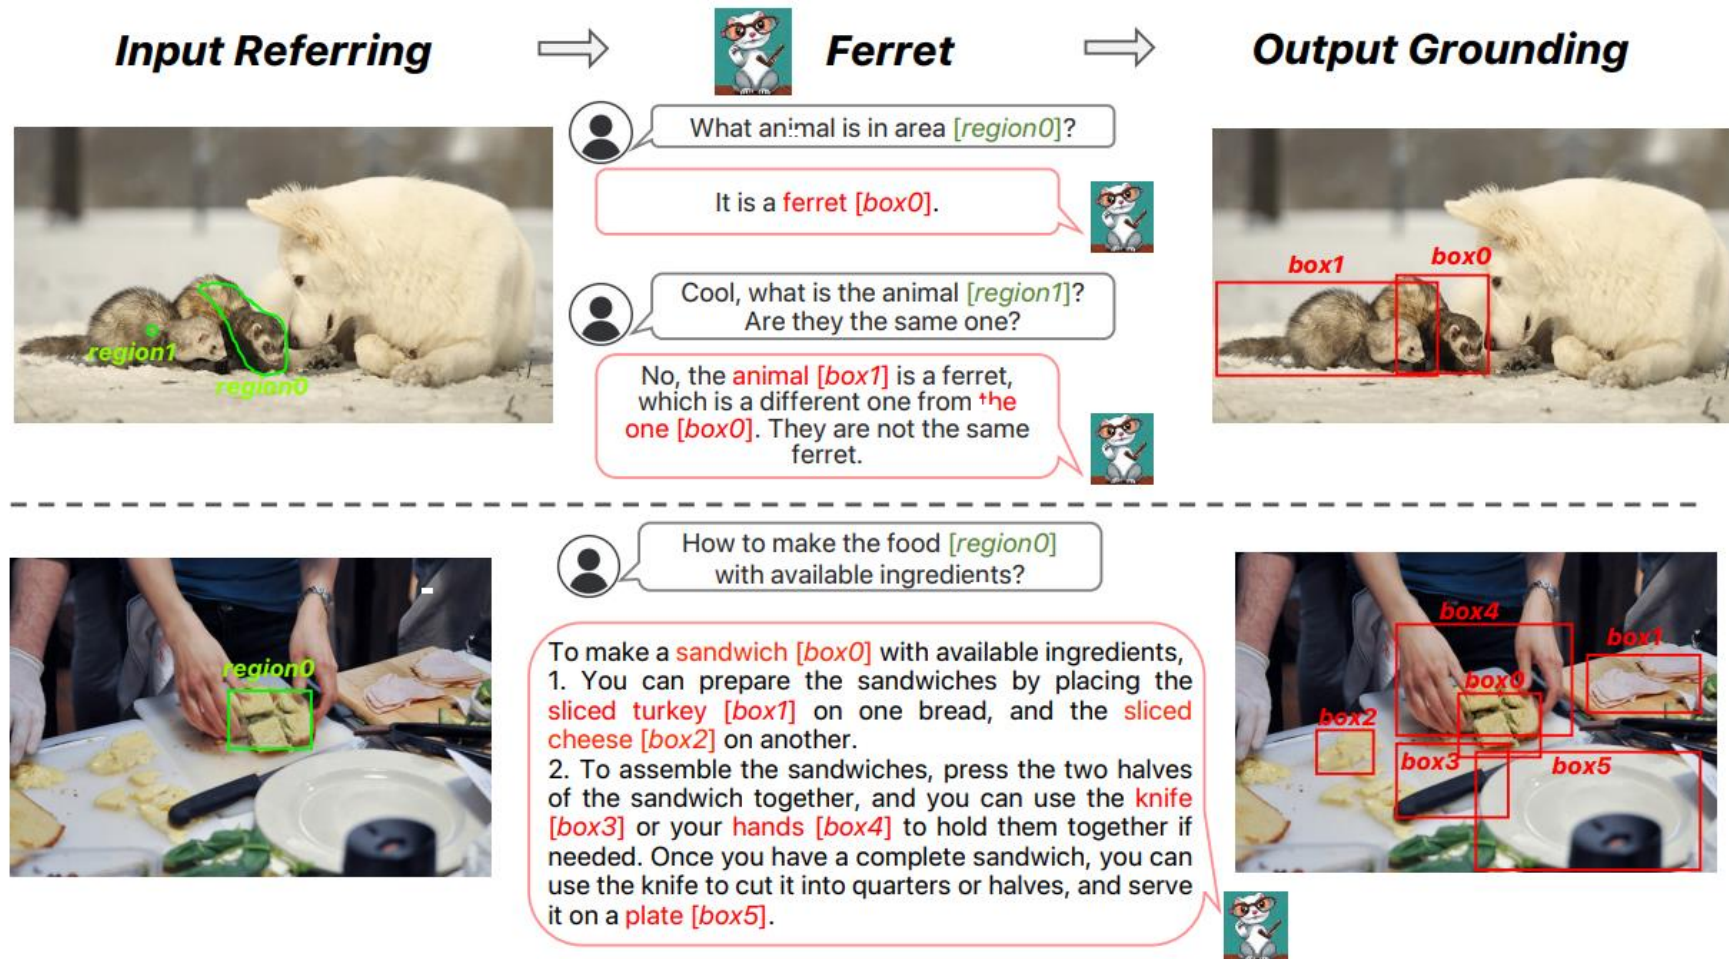 Input Referring
Ferret
Output Grounding
What animal is in area [region0]?
It is a ferret [box0].
Cool, what is the animal [region1]?
Are they the same one?
No, the animal [box1] is a ferret,
which is a different one from the
one [box0]. They are not the same
ferret.
region1
region0
box1
box0
How to make the food [region0]
with available ingredients?
To make a sandwich [box0] with available ingredients,
1. You can prepare the sandwiches by placing the
sliced turkey [box1] on one bread, and the sliced
cheese [box2] on another.
2. To assemble the sandwiches, press the two halves
of the sandwich together, and you can use the knife
[box3] or your hands [box4] to hold them together if
needed. Once you have a complete sandwich, you can
use the knife to cut it into quarters or halves, and serve
it on a plate [box5].
region0
box4
box1
box0
box2
box3
box5